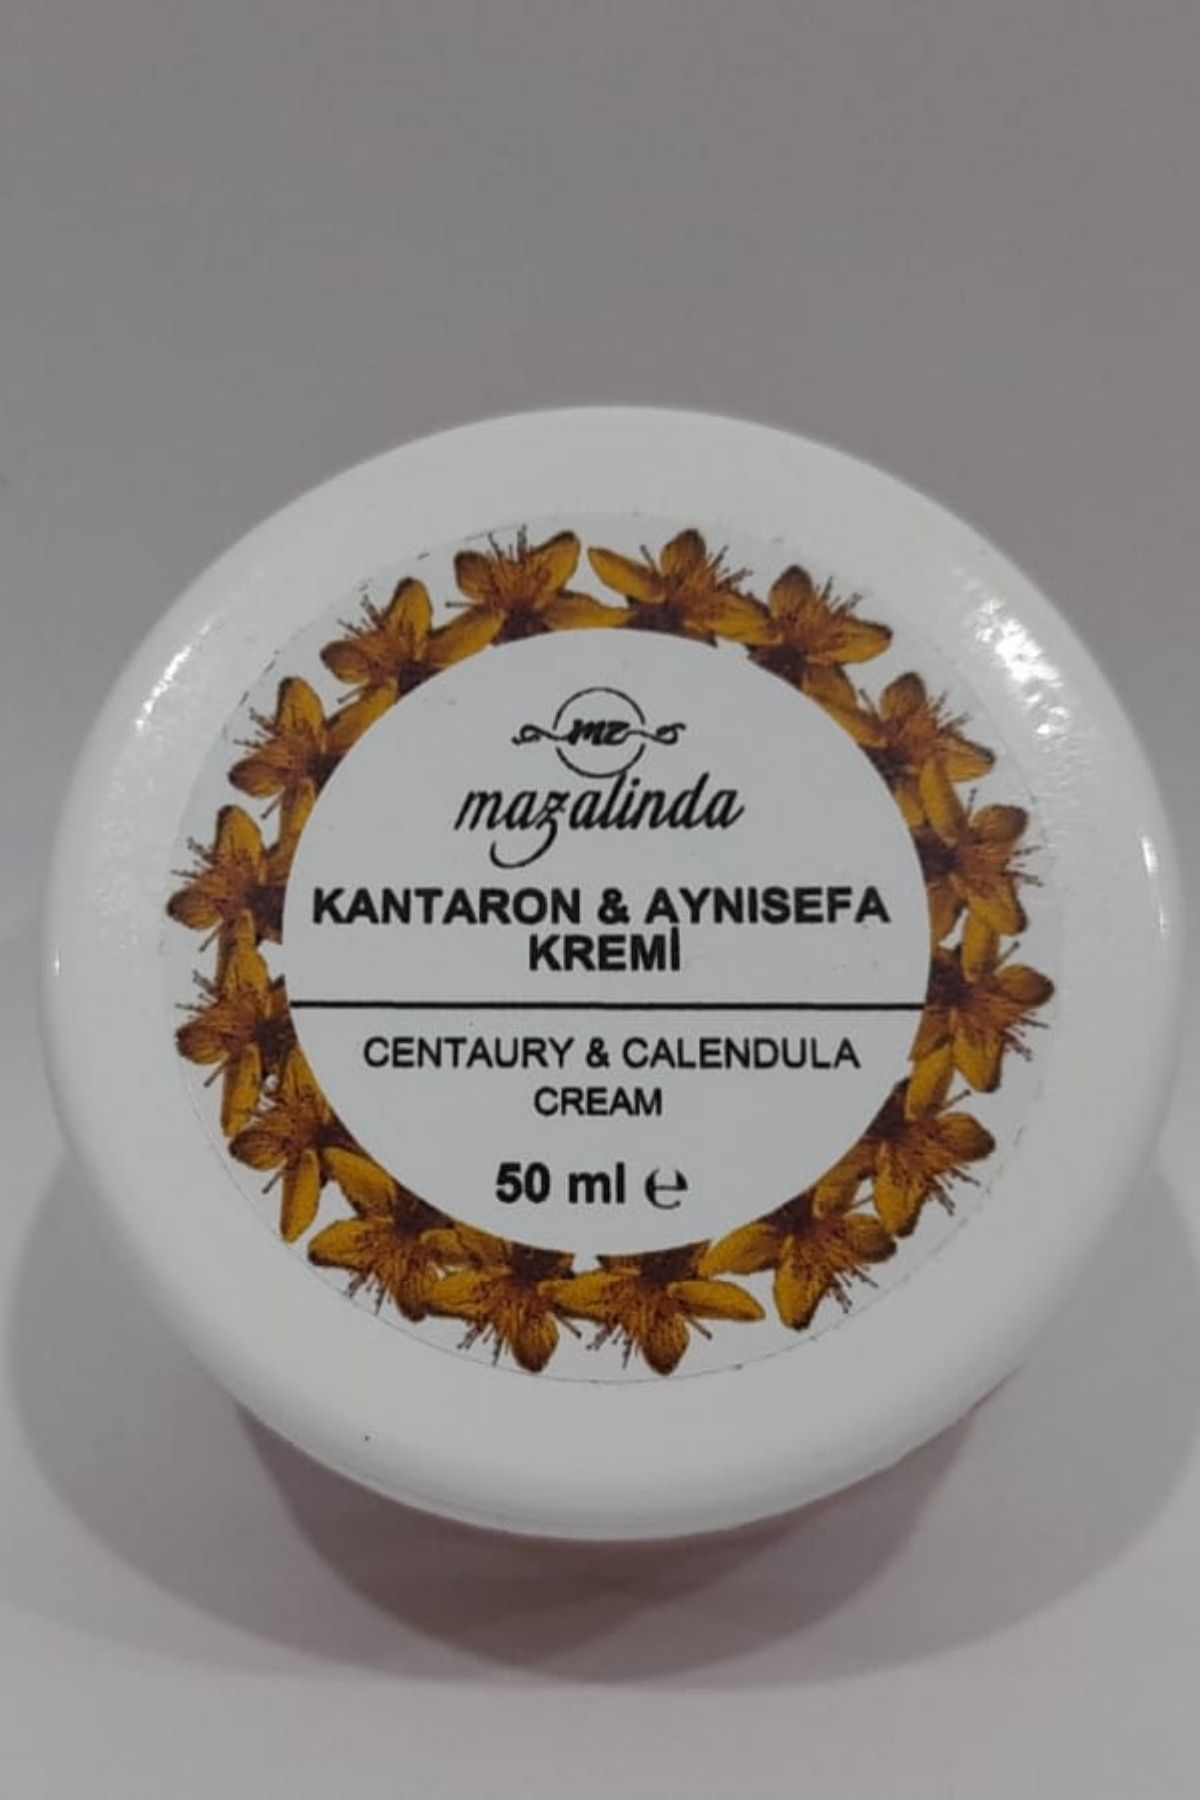 mz
mazalinda
KANTARON & AYNISEFA
KREMİ
CENTAURY & CALENDULA
CREAM
50 ml ℮